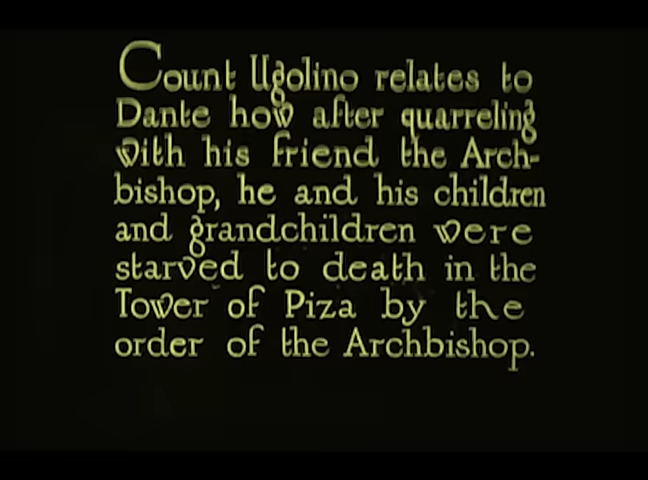 Count Ugolino relates to
Dante how after quarreling
with his friend the Arch-
bishop, he and his children
and grandchildren were
starved to death in the
Tower of Piza by the
order of the Archbishop.